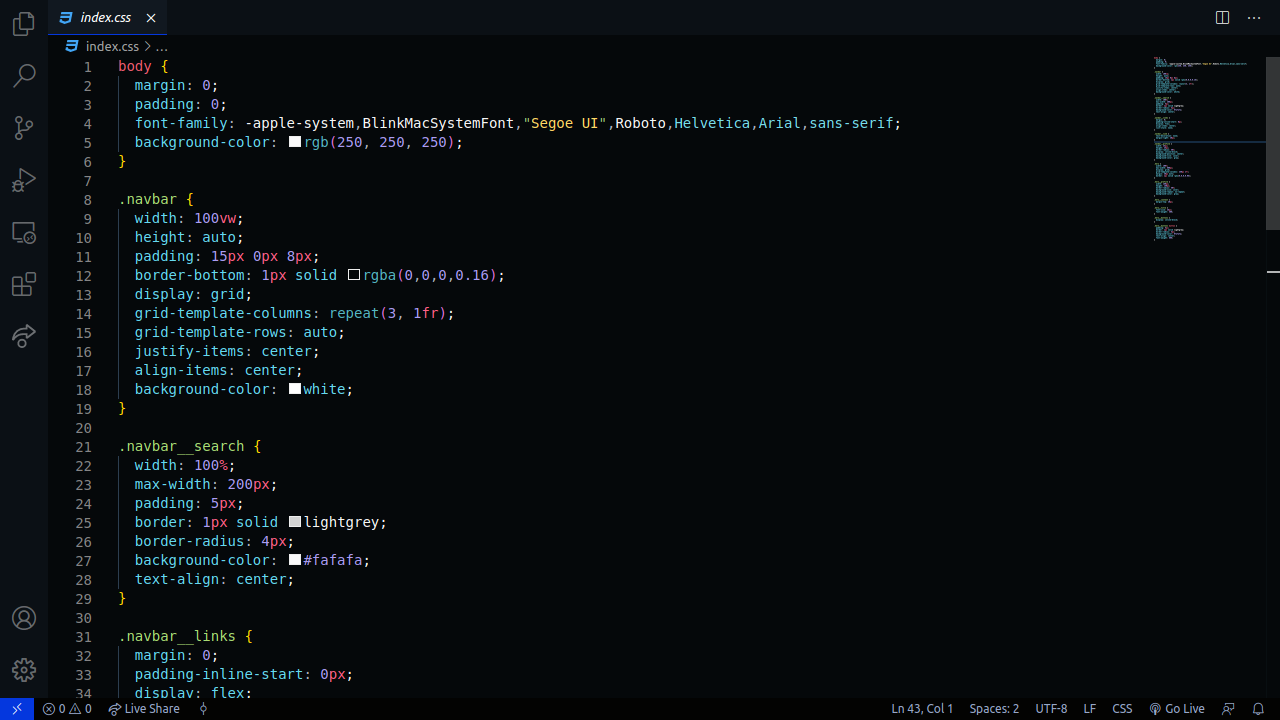 index.css
index.css > ...
1 body {
2   margin: 0;
3   padding: 0;
4   font-family: -apple-system,BlinkMacSystemFont,"Segoe UI",Roboto,Helvetica,Arial,sans-serif;
5   background-color: rgb(250, 250, 250);
6 }
7
8 .navbar {
9   width: 100vw;
10   height: auto;
11   padding: 15px 0px 8px;
12   border-bottom: 1px solid rgba(0,0,0,0.16);
13   display: grid;
14   grid-template-columns: repeat(3, 1fr);
15   grid-template-rows: auto;
16   justify-items: center;
17   align-items: center;
18   background-color: white;
19 }
20
21 .navbar__search {
22   width: 100%;
23   max-width: 200px;
24   padding: 5px;
25   border: 1px solid lightgrey;
26   border-radius: 4px;
27   background-color: #fafafa;
28   text-align: center;
29 }
30
31 .navbar__links {
32   margin: 0;
33   padding-inline-start: 0px;
34   display: flex;
0 0 Live Share Ln 43, Col 1 Spaces: 2 UTF-8 LF CSS Go Live